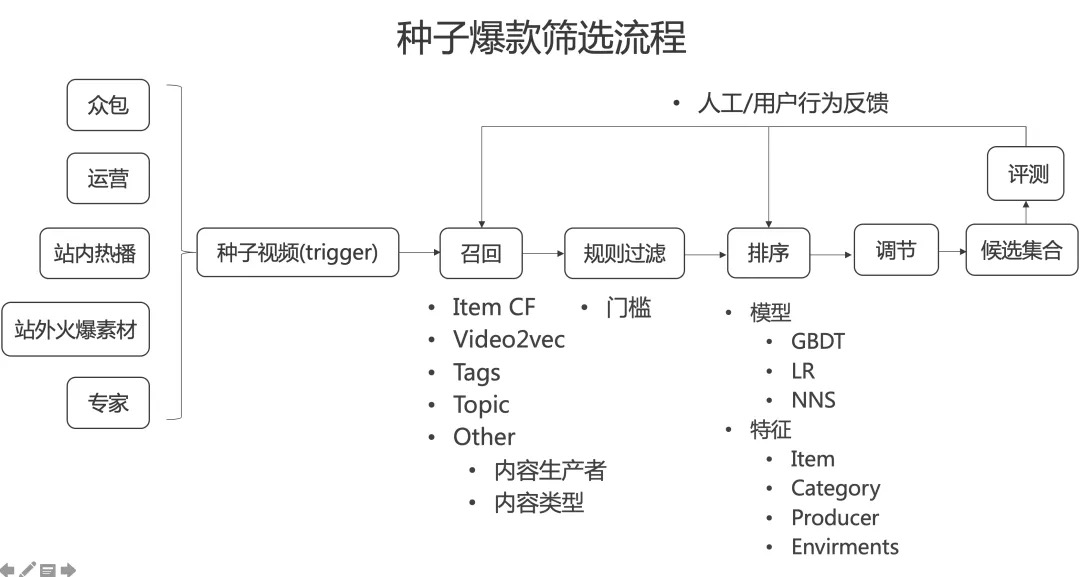 种子爆款筛选流程
众包
运营
站内热播
站外火爆素材
专家
种子视频(trigger)
召回
• Item CF
• Video2vec
• Tags
• Topic
• Other
• 内容生产者
• 内容类型
规则过滤
• 门槛
排序
• 模型
• GBDT
• LR
• NNS
• 特征
• Item
• Category
• Producer
• Envirments
调节
候选集合
评测
• 人工/用户行为反馈